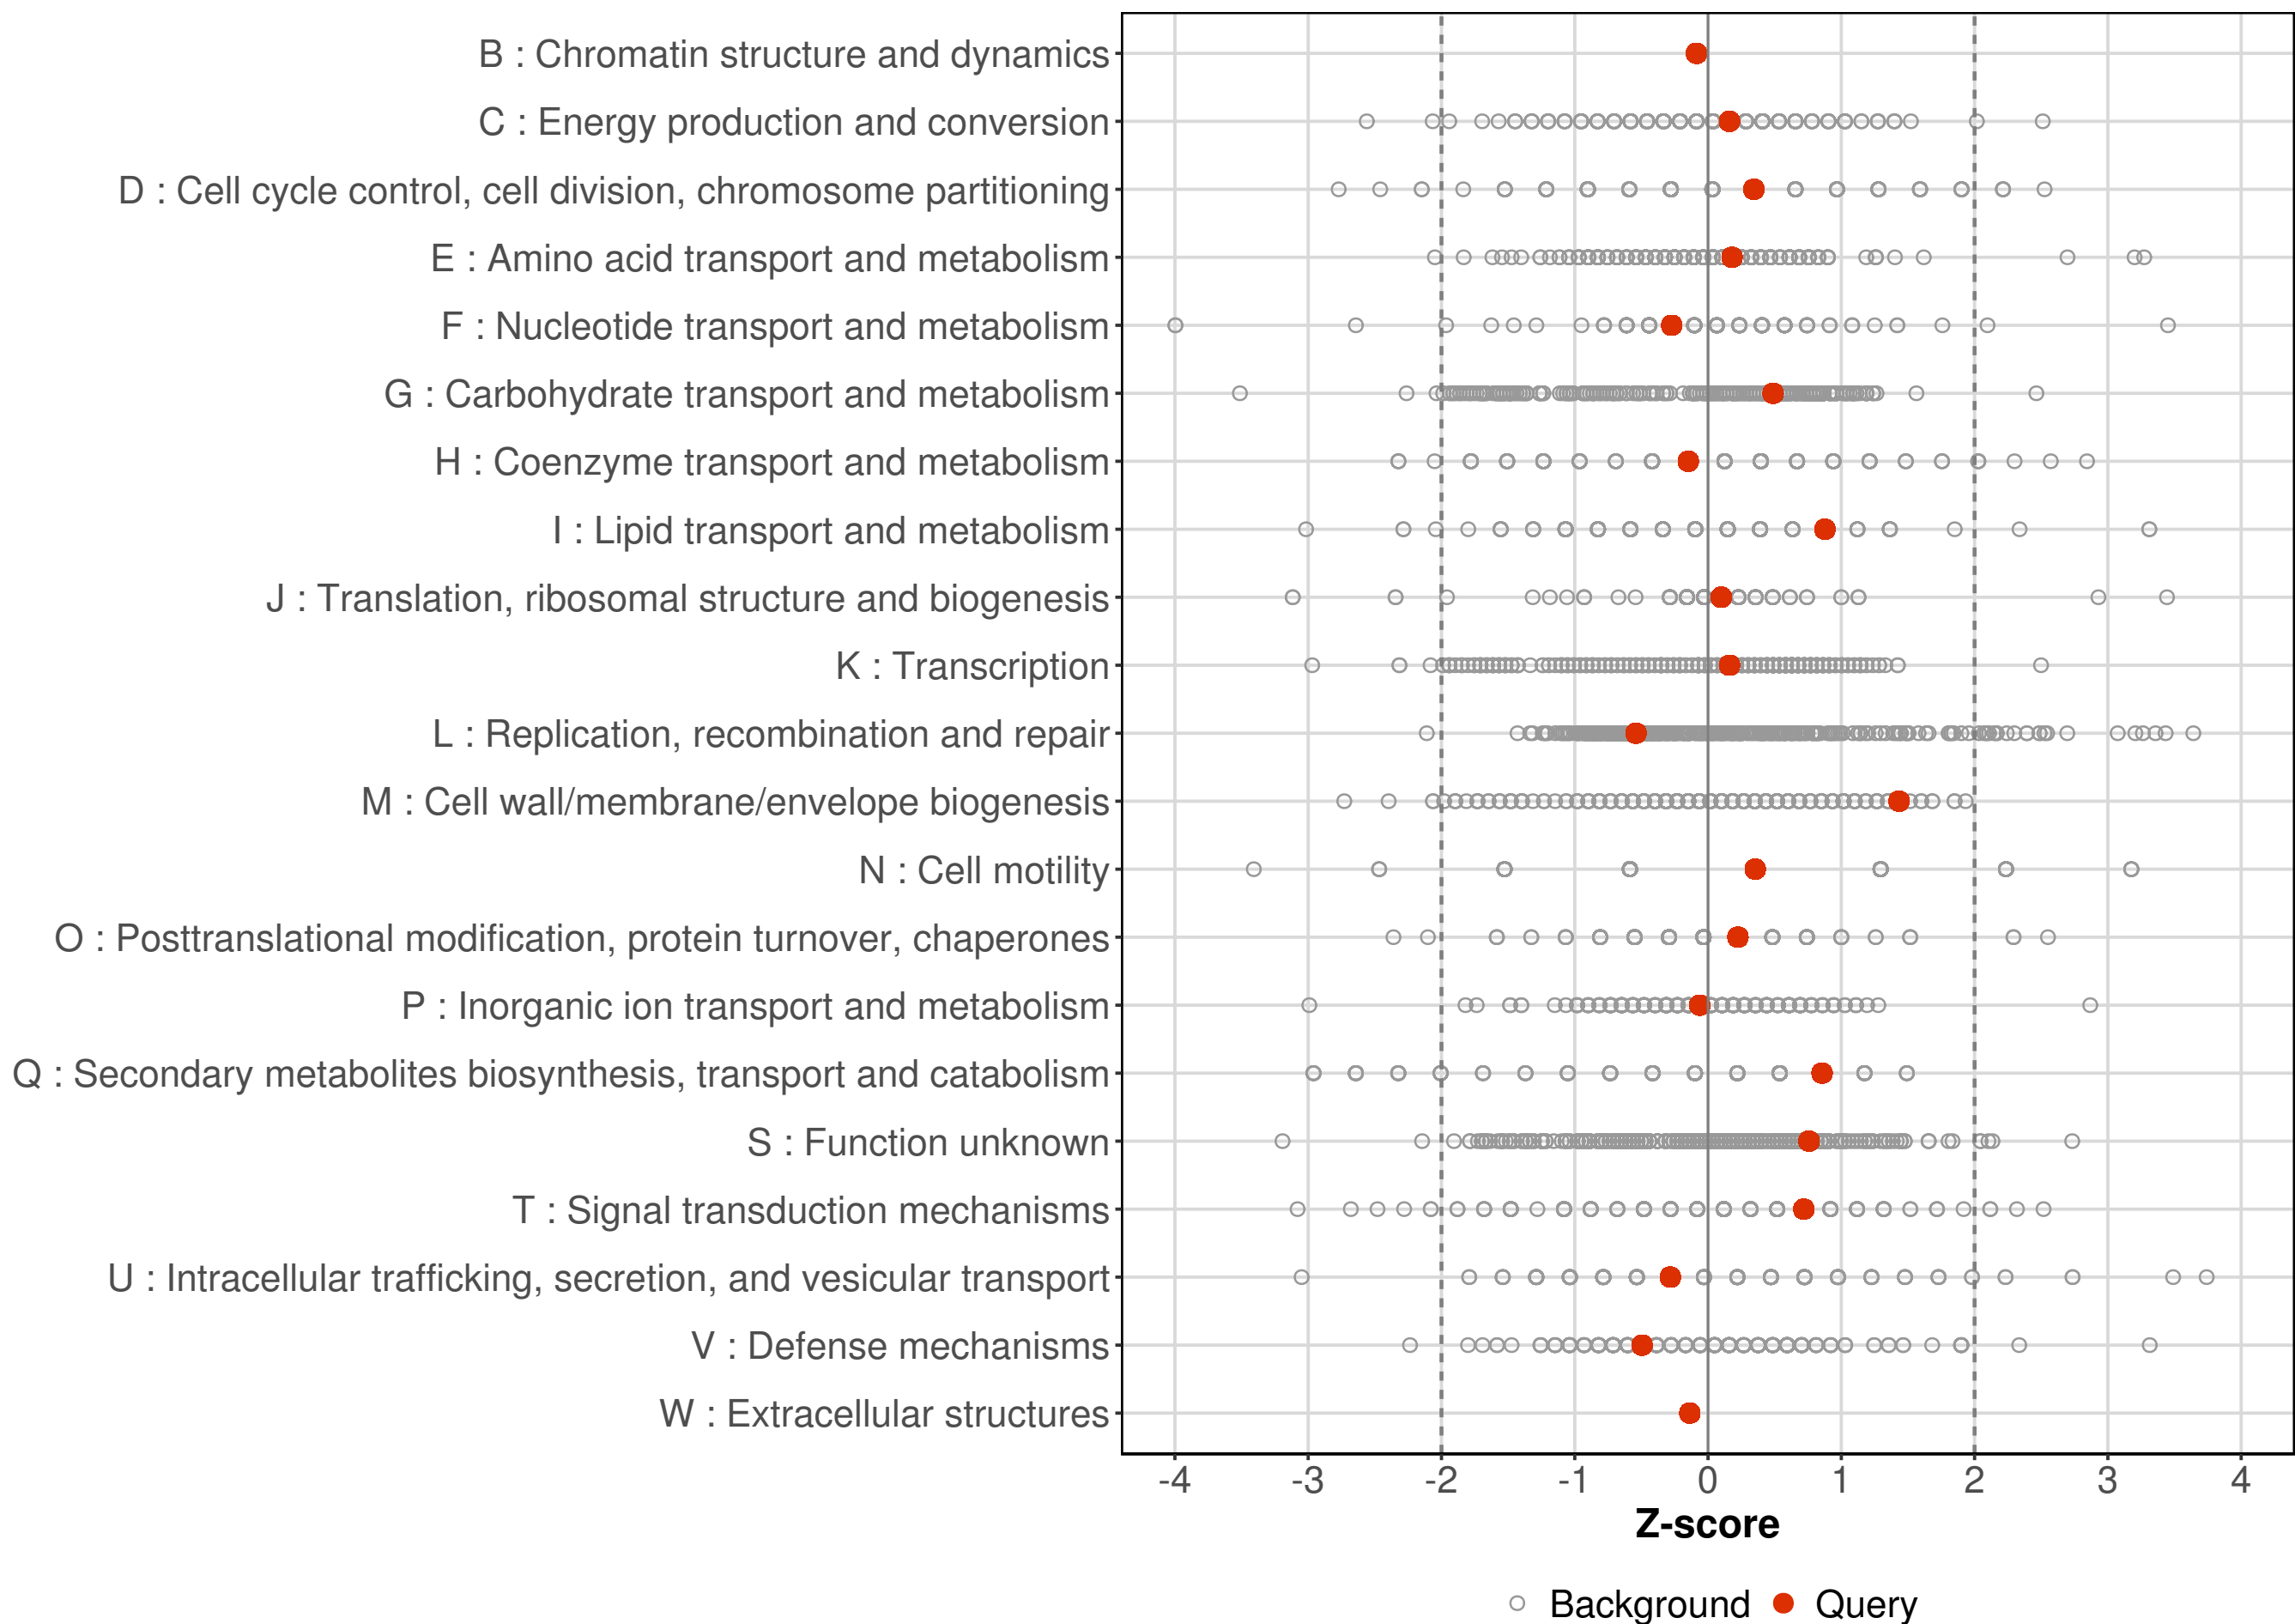 B : Chromatin structure and dynamics
C : Energy production and conversion
D : Cell cycle control, cell division, chromosome partitioning
E : Amino acid transport and metabolism
F : Nucleotide transport and metabolism
G : Carbohydrate transport and metabolism
H : Coenzyme transport and metabolism
I : Lipid transport and metabolism
J : Translation, ribosomal structure and biogenesis
K : Transcription
L : Replication, recombination and repair
M : Cell wall/membrane/envelope biogenesis
N : Cell motility
O : Posttranslational modification, protein turnover, chaperones
P : Inorganic ion transport and metabolism
Q : Secondary metabolites biosynthesis, transport and catabolism
S : Function unknown
T : Signal transduction mechanisms
U : Intracellular trafficking, secretion, and vesicular transport
V : Defense mechanisms
W : Extracellular structures
-4 -3 -2 -1 0 1 2 3 4
Z-score
Background Query